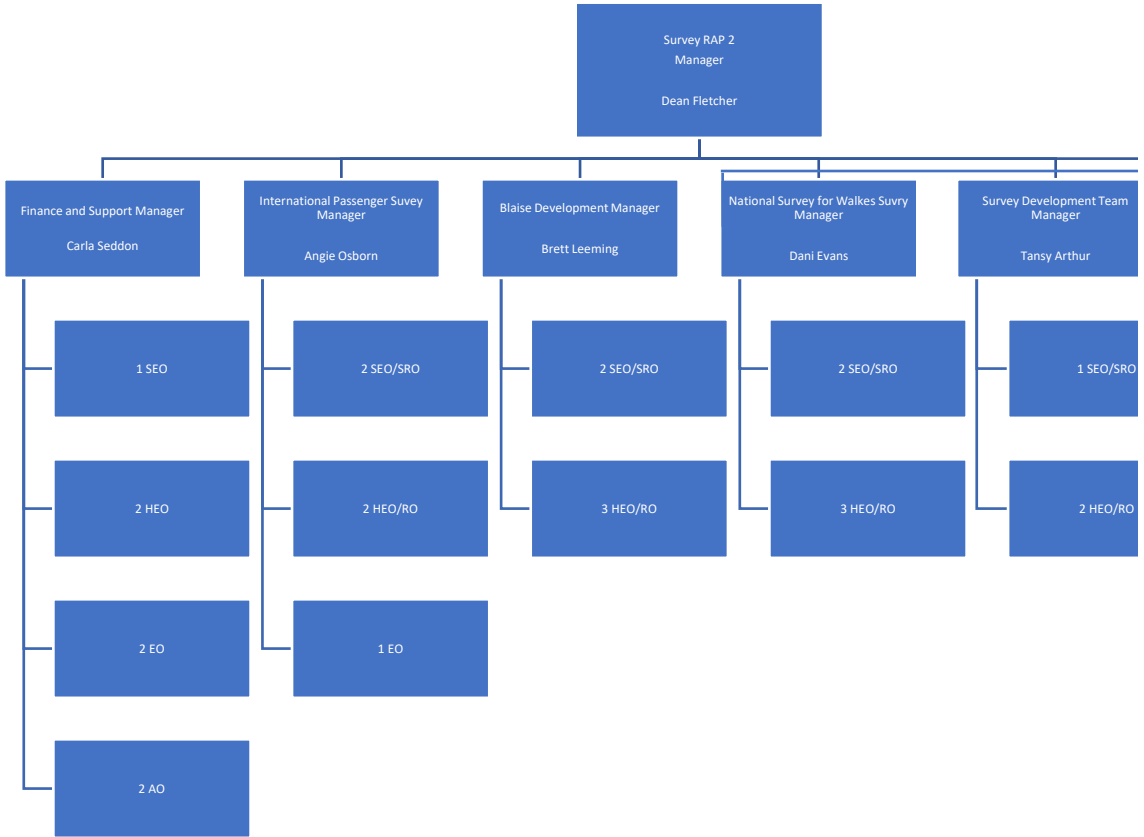 Survey RAP 2
Manager
Dean Fletcher
Finance and Support Manager
Carla Seddon
International Passenger Suvey
Manager
Angie Osborn
Blaise Development Manager
Brett Leeming
National Survey for Walkes Suvry
Manager
Dani Evans
Survey Development Team
Manager
Tansy Arthur
1 SEO
2 SEO/SRO
2 SEO/SRO
2 SEO/SRO
1 SEO/SRO
2 HEO
2 HEO/RO
3 HEO/RO
3 HEO/RO
2 HEO/RO
2 EO
1 EO
2 AO